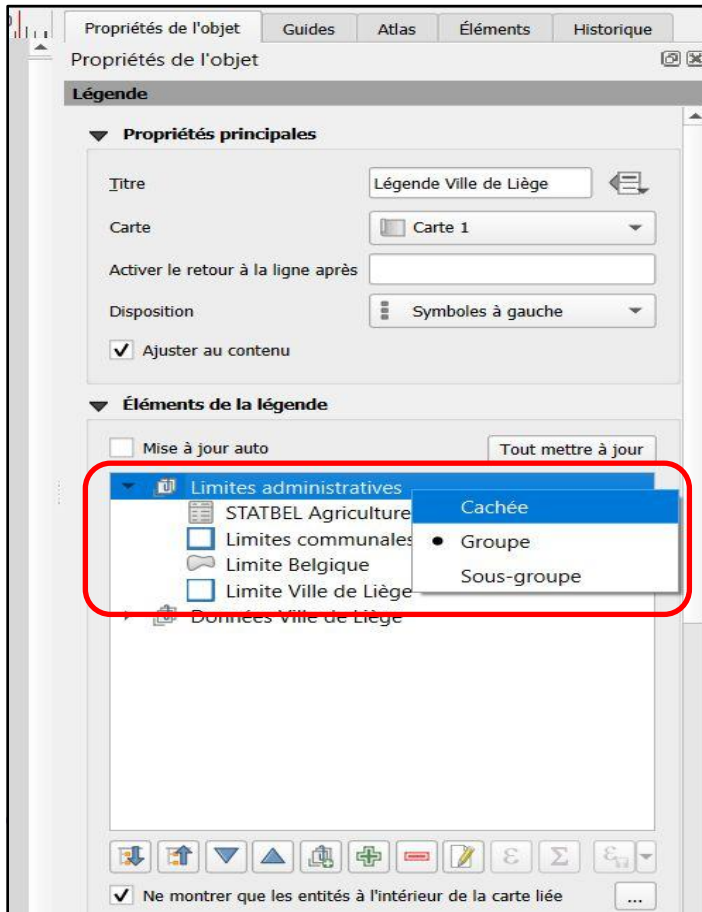 Propriétés de l'objet Guides Atlas Éléments Historique
Propriétés de l'objet
Légende
Propriétés principales
Titre Légende Ville de Liège
Carte Carte 1
Activer le retour à la ligne après
Disposition Symboles à gauche
Ajuster au contenu
Éléments de la légende
Mise à jour auto Tout mettre à jour
Limites administratives
Cachée
STATBEL Agriculture
Groupe
Limites communales
Limite Belgique
Sous-groupe
Limite Ville de Liège
Données Ville de Liège
ε Σ ε
Ne montrer que les entités à l'intérieur de la carte liée ...